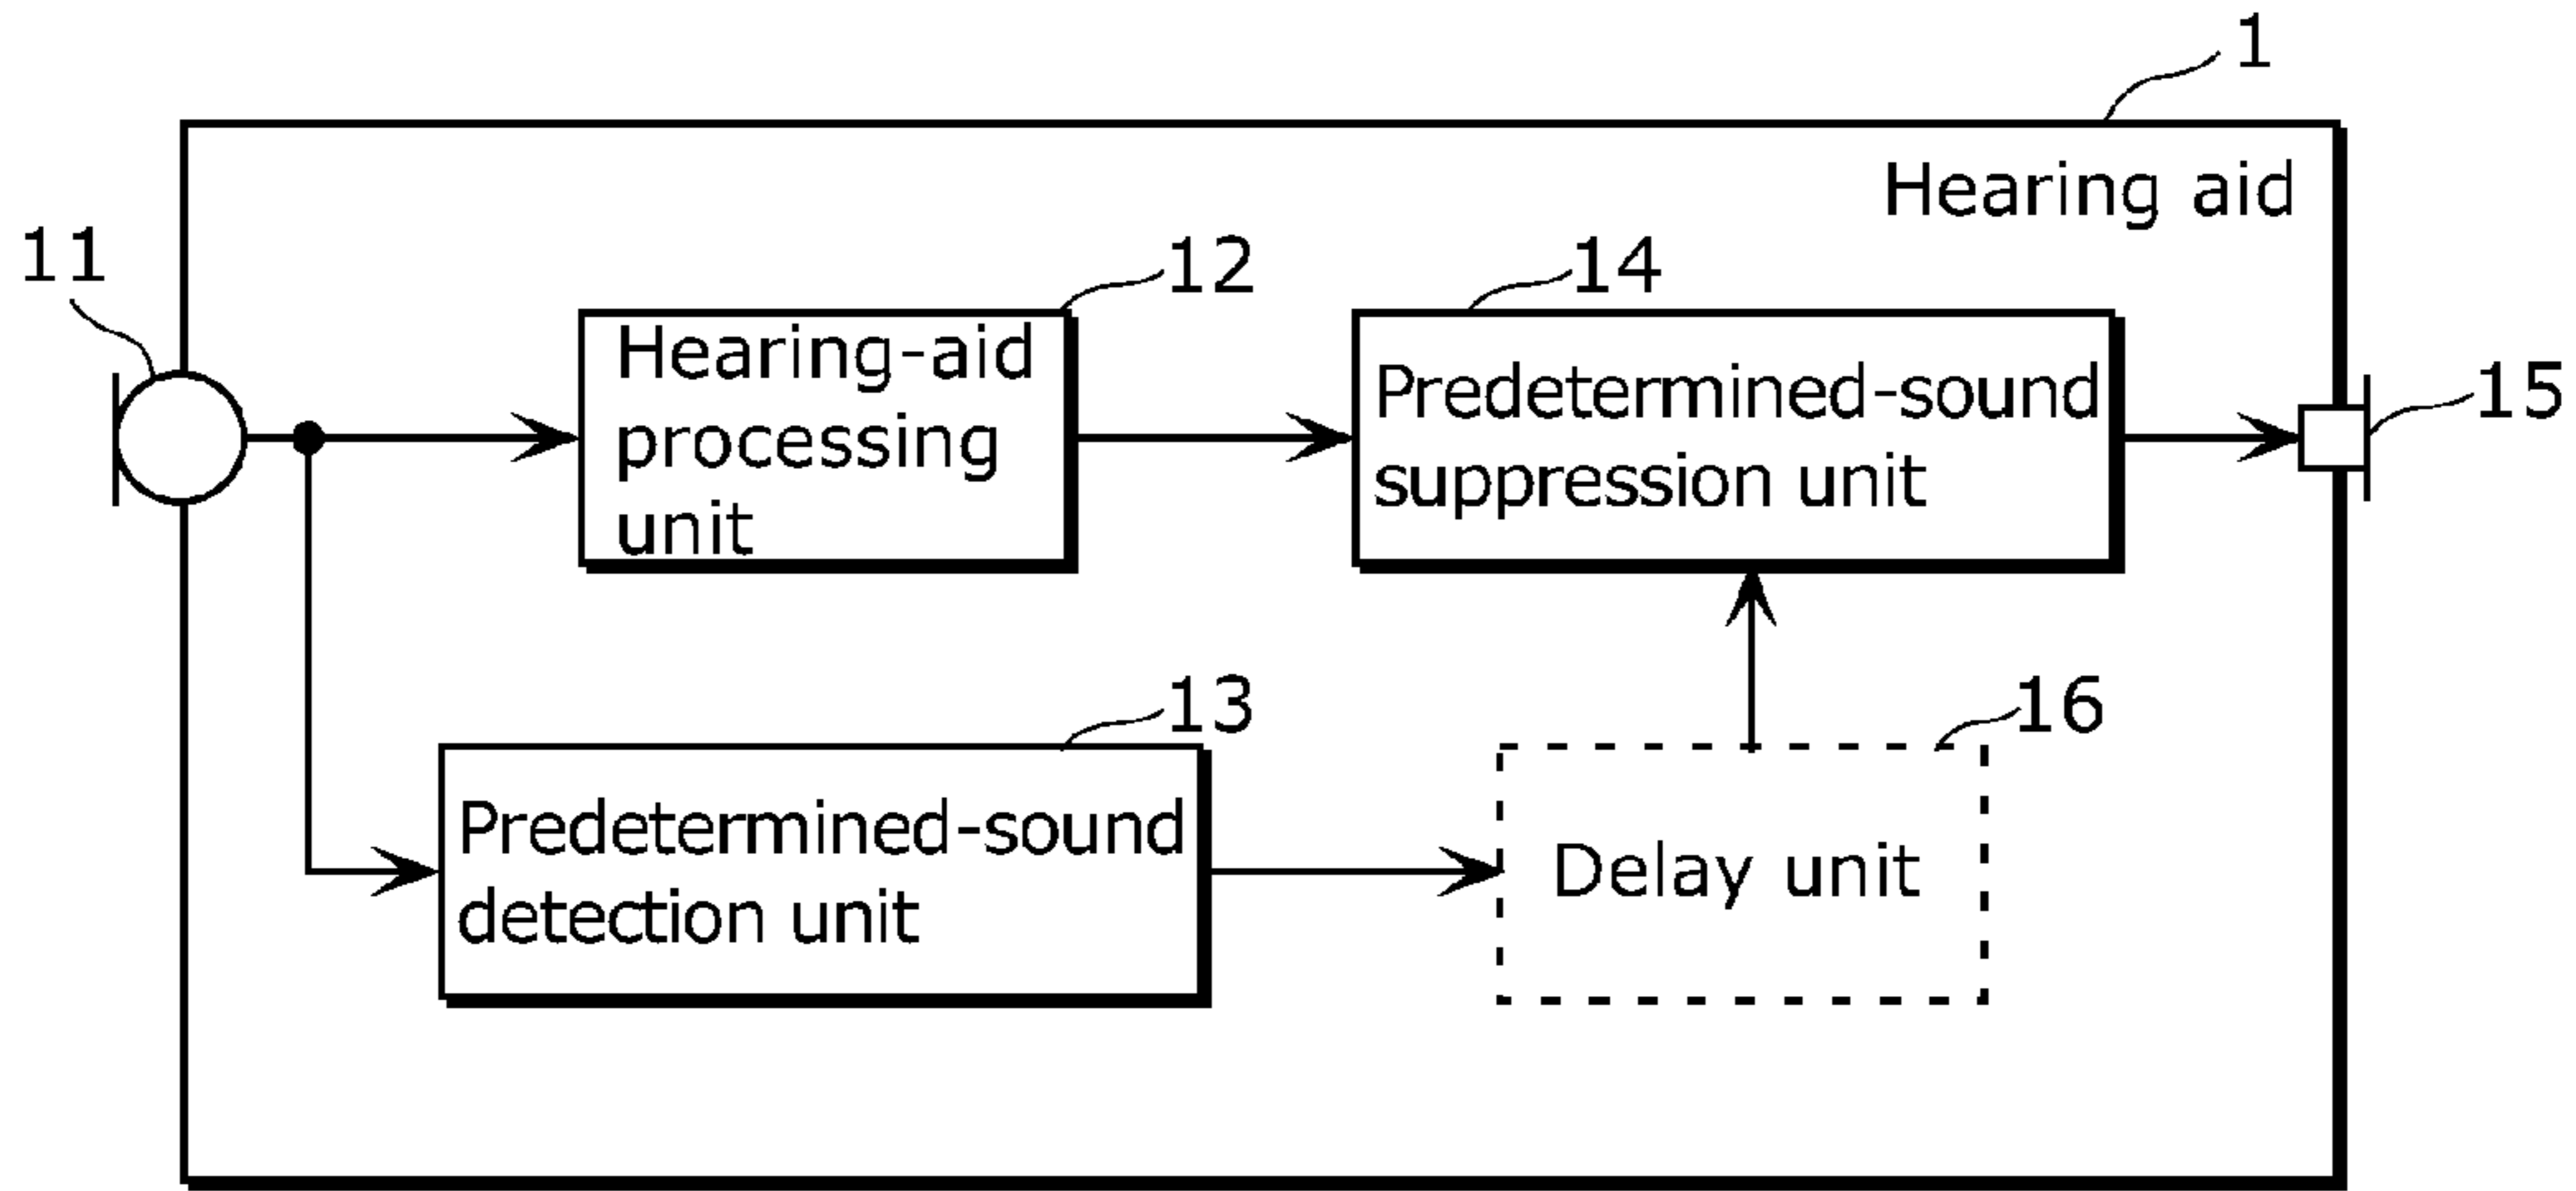 1
Hearing aid
11
12
14
Hearing-aid
processing
unit
Predetermined-sound
suppression unit
15
13
16
Predetermined-sound
detection unit
Delay unit